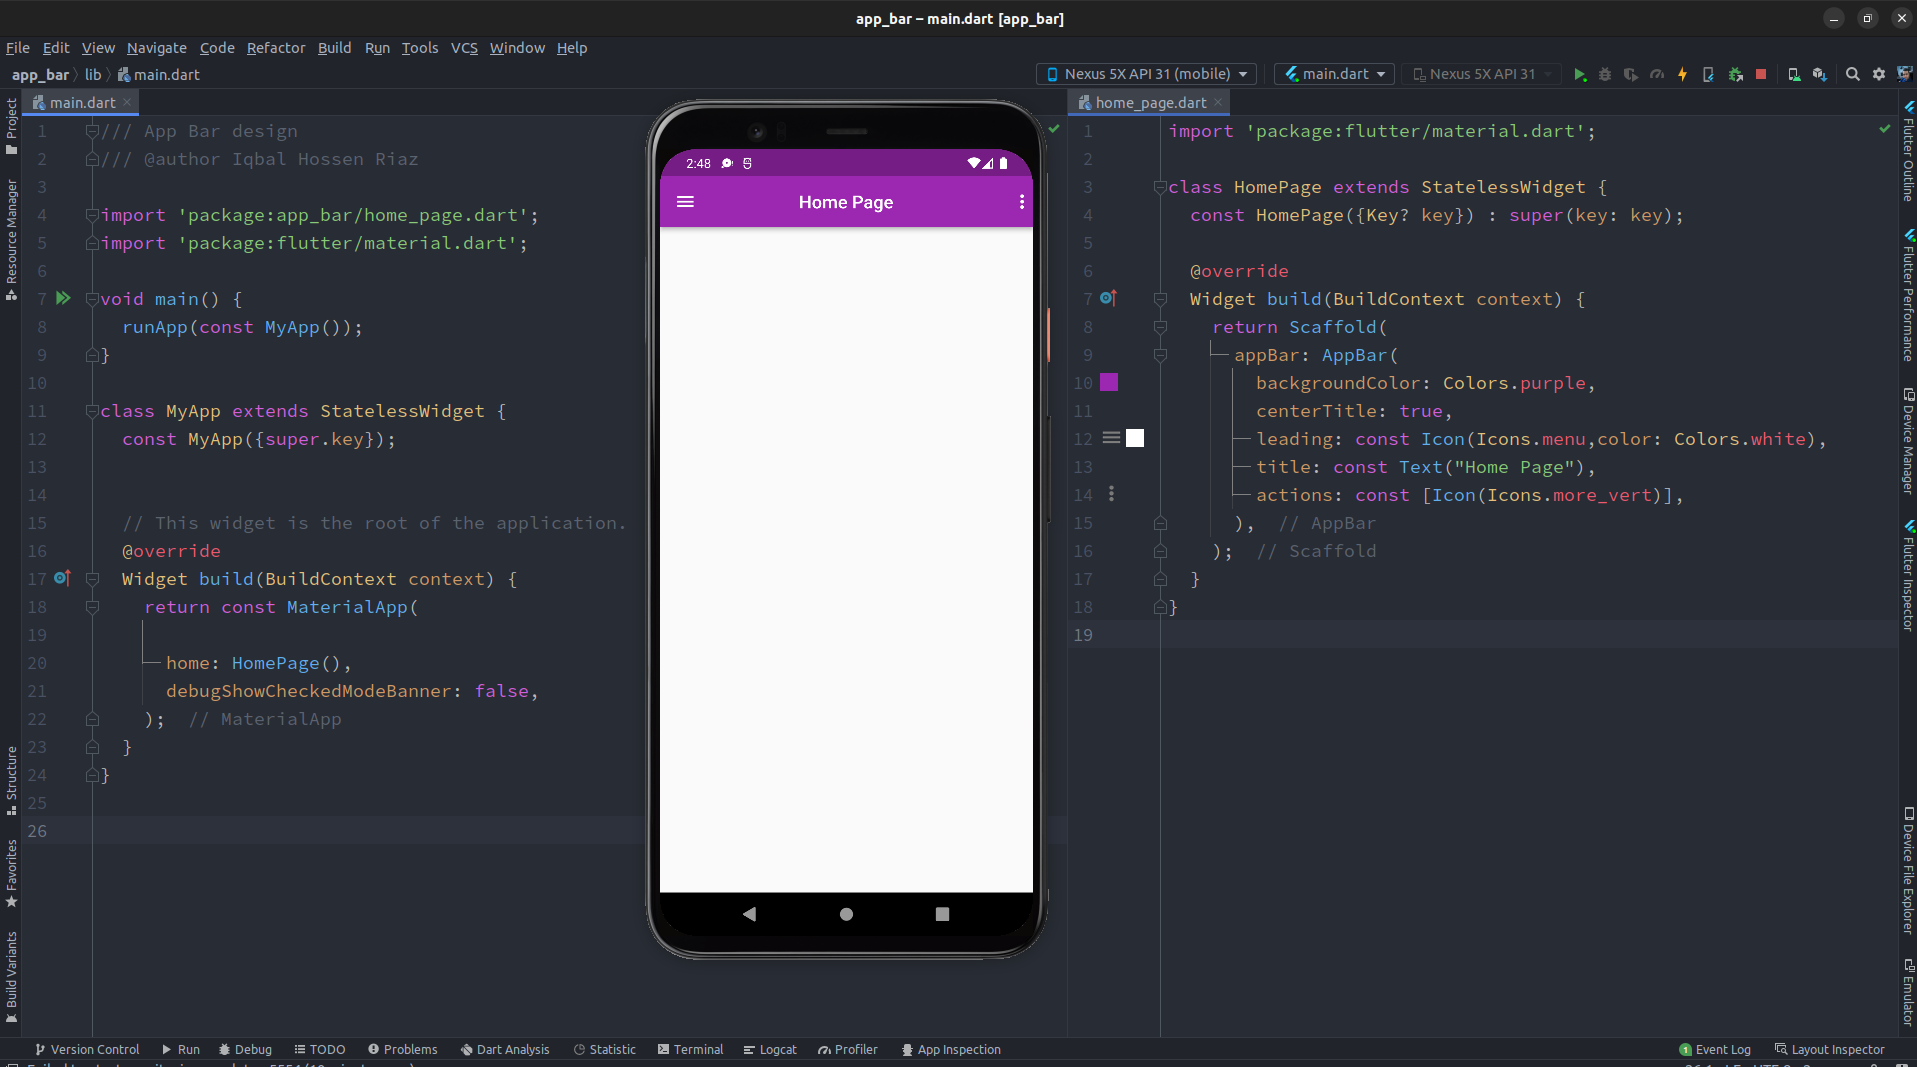 app_bar – main.dart [app_bar]
File Edit View Navigate Code Refactor Build Run Tools VCS Window Help
app_bar lib main.dart
Nexus 5X API 31 (mobile) main.dart Nexus 5X API 31
main.dart
Project
Resource Manager
Structure
Favorites
Build Variants
1 /// App Bar design
2 /// @author Iqbal Hossen Riaz
3
4 import 'package:app_bar/home_page.dart';
5 import 'package:flutter/material.dart';
6
7 void main() {
8 runApp(const MyApp());
9 }
10
11 class MyApp extends StatelessWidget {
12 const MyApp({super.key});
13
14
15 // This widget is the root of the application.
16 @override
17 Widget build(BuildContext context) {
18 return const MaterialApp(
19
20 home: HomePage(),
21 debugShowCheckedModeBanner: false,
22 ); // MaterialApp
23 }
24 }
25
26
2:48
Home Page
home_page.dart
1 import 'package:flutter/material.dart';
2
3 class HomePage extends StatelessWidget {
4 const HomePage({Key? key}) : super(key: key);
5
6 @override
7 Widget build(BuildContext context) {
8 return Scaffold(
9 appBar: AppBar(
10 backgroundColor: Colors.purple,
11 centerTitle: true,
12 leading: const Icon(Icons.menu,color: Colors.white),
13 title: const Text("Home Page"),
14 actions: const [Icon(Icons.more_vert)],
15 ), // AppBar
16 ); // Scaffold
17 }
18 }
19
Flutter Outline
Flutter Performance
Device Manager
Flutter Inspector
Device File Explorer
Emulator
Version Control Run Debug TODO Problems Dart Analysis Statistic Terminal Logcat Profiler App Inspection
1 Event Log Layout Inspector